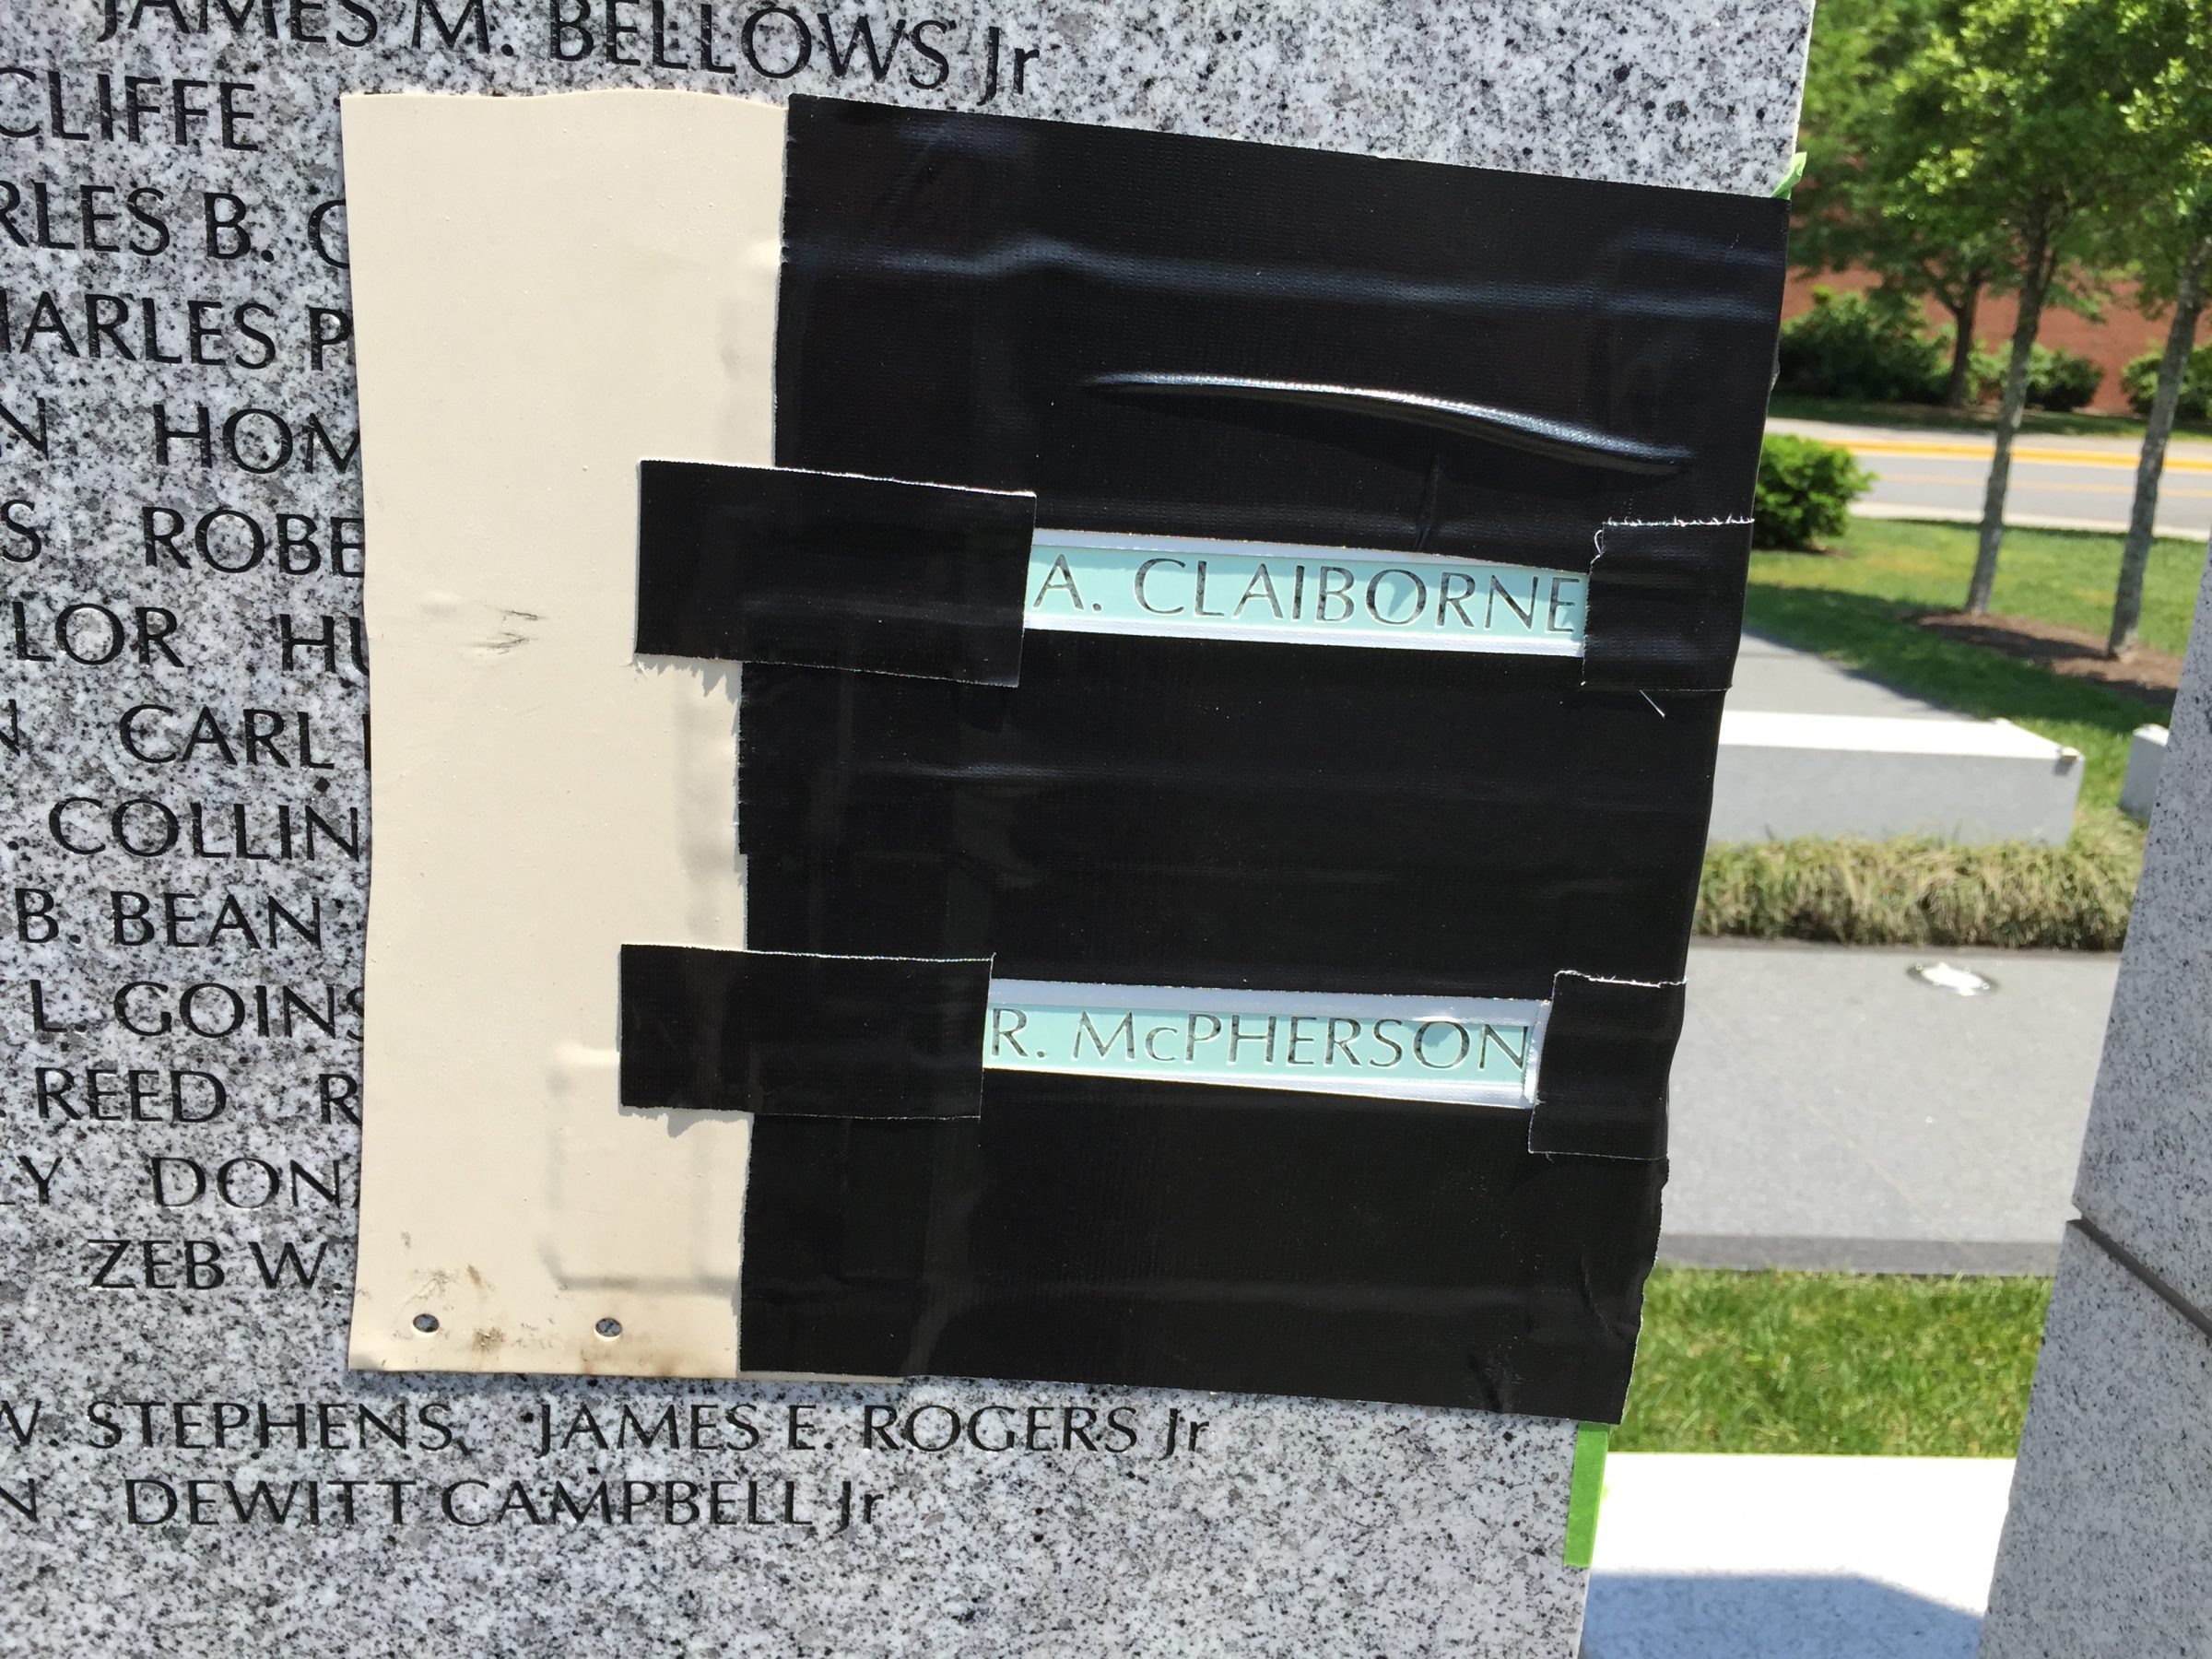 JAMES M. BELLOWS Jr
CLIFFE
RLES B. C
HARLES P
N HOM
A. CLAIBORNE
S ROBE
LOR HU
CARL
. COLLIN
B. BEAN
R. McPHERSON
L. GOINS
REED R
Y DON
ZEB W.
W. STEPHENS JAMES E. ROGERS Jr
N DEWITT CAMPBELL Jr